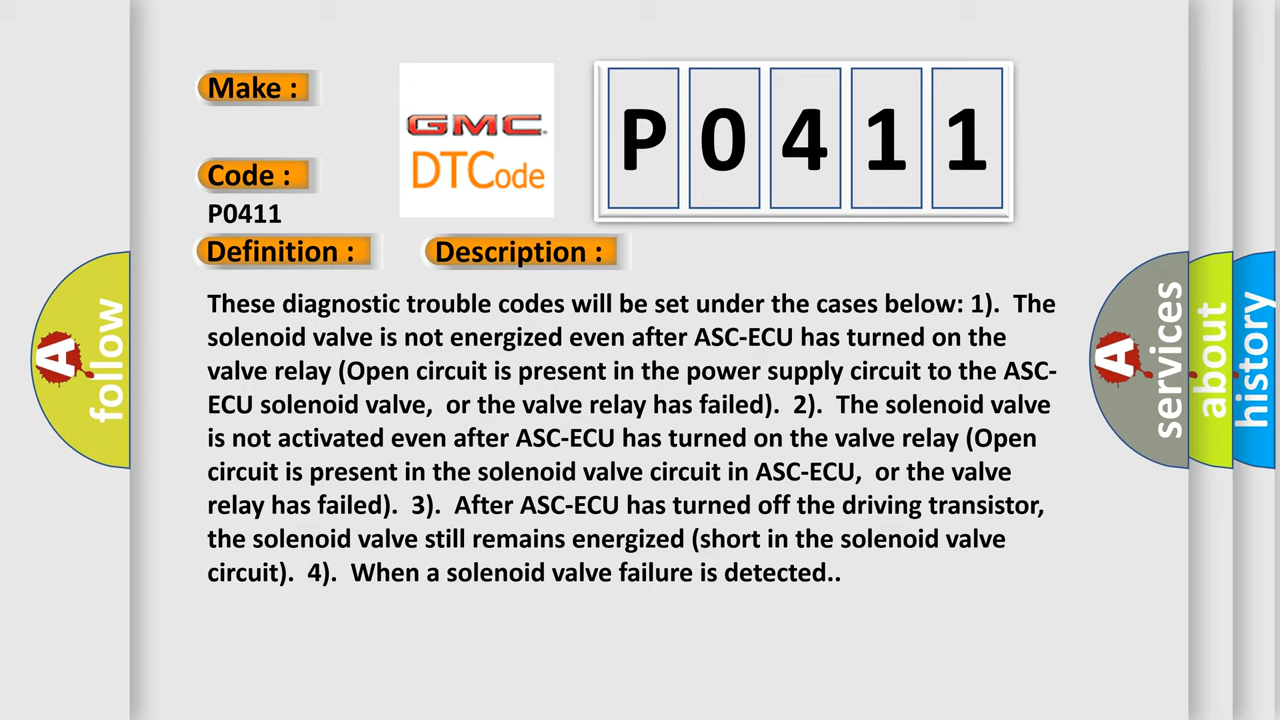 Make :
GMC
DTCode
P0411
Code :
P0411
Definition :
Description :
These diagnostic trouble codes will be set under the cases below: 1).  The
solenoid valve is not energized even after ASC-ECU has turned on the
valve relay (Open circuit is present in the power supply circuit to the ASC-
ECU solenoid valve,  or the valve relay has failed).  2).  The solenoid valve
is not activated even after ASC-ECU has turned on the valve relay (Open
circuit is present in the solenoid valve circuit in ASC-ECU,  or the valve
relay has failed).  3).  After ASC-ECU has turned off the driving transistor,
the solenoid valve still remains energized (short in the solenoid valve
circuit).  4).  When a solenoid valve failure is detected..
A
follow
A
services
about
history